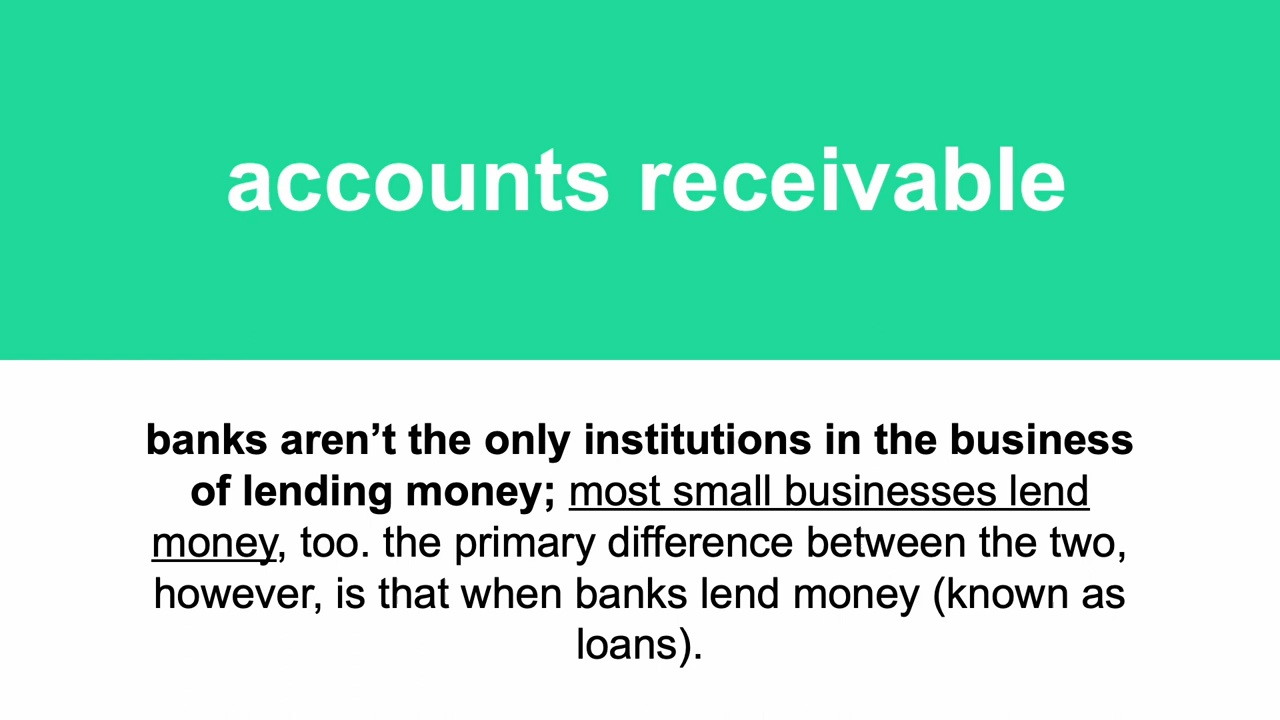 accounts receivable
banks aren’t the only institutions in the business
of lending money; most small businesses lend
money, too. the primary difference between the two,
however, is that when banks lend money (known as
loans).